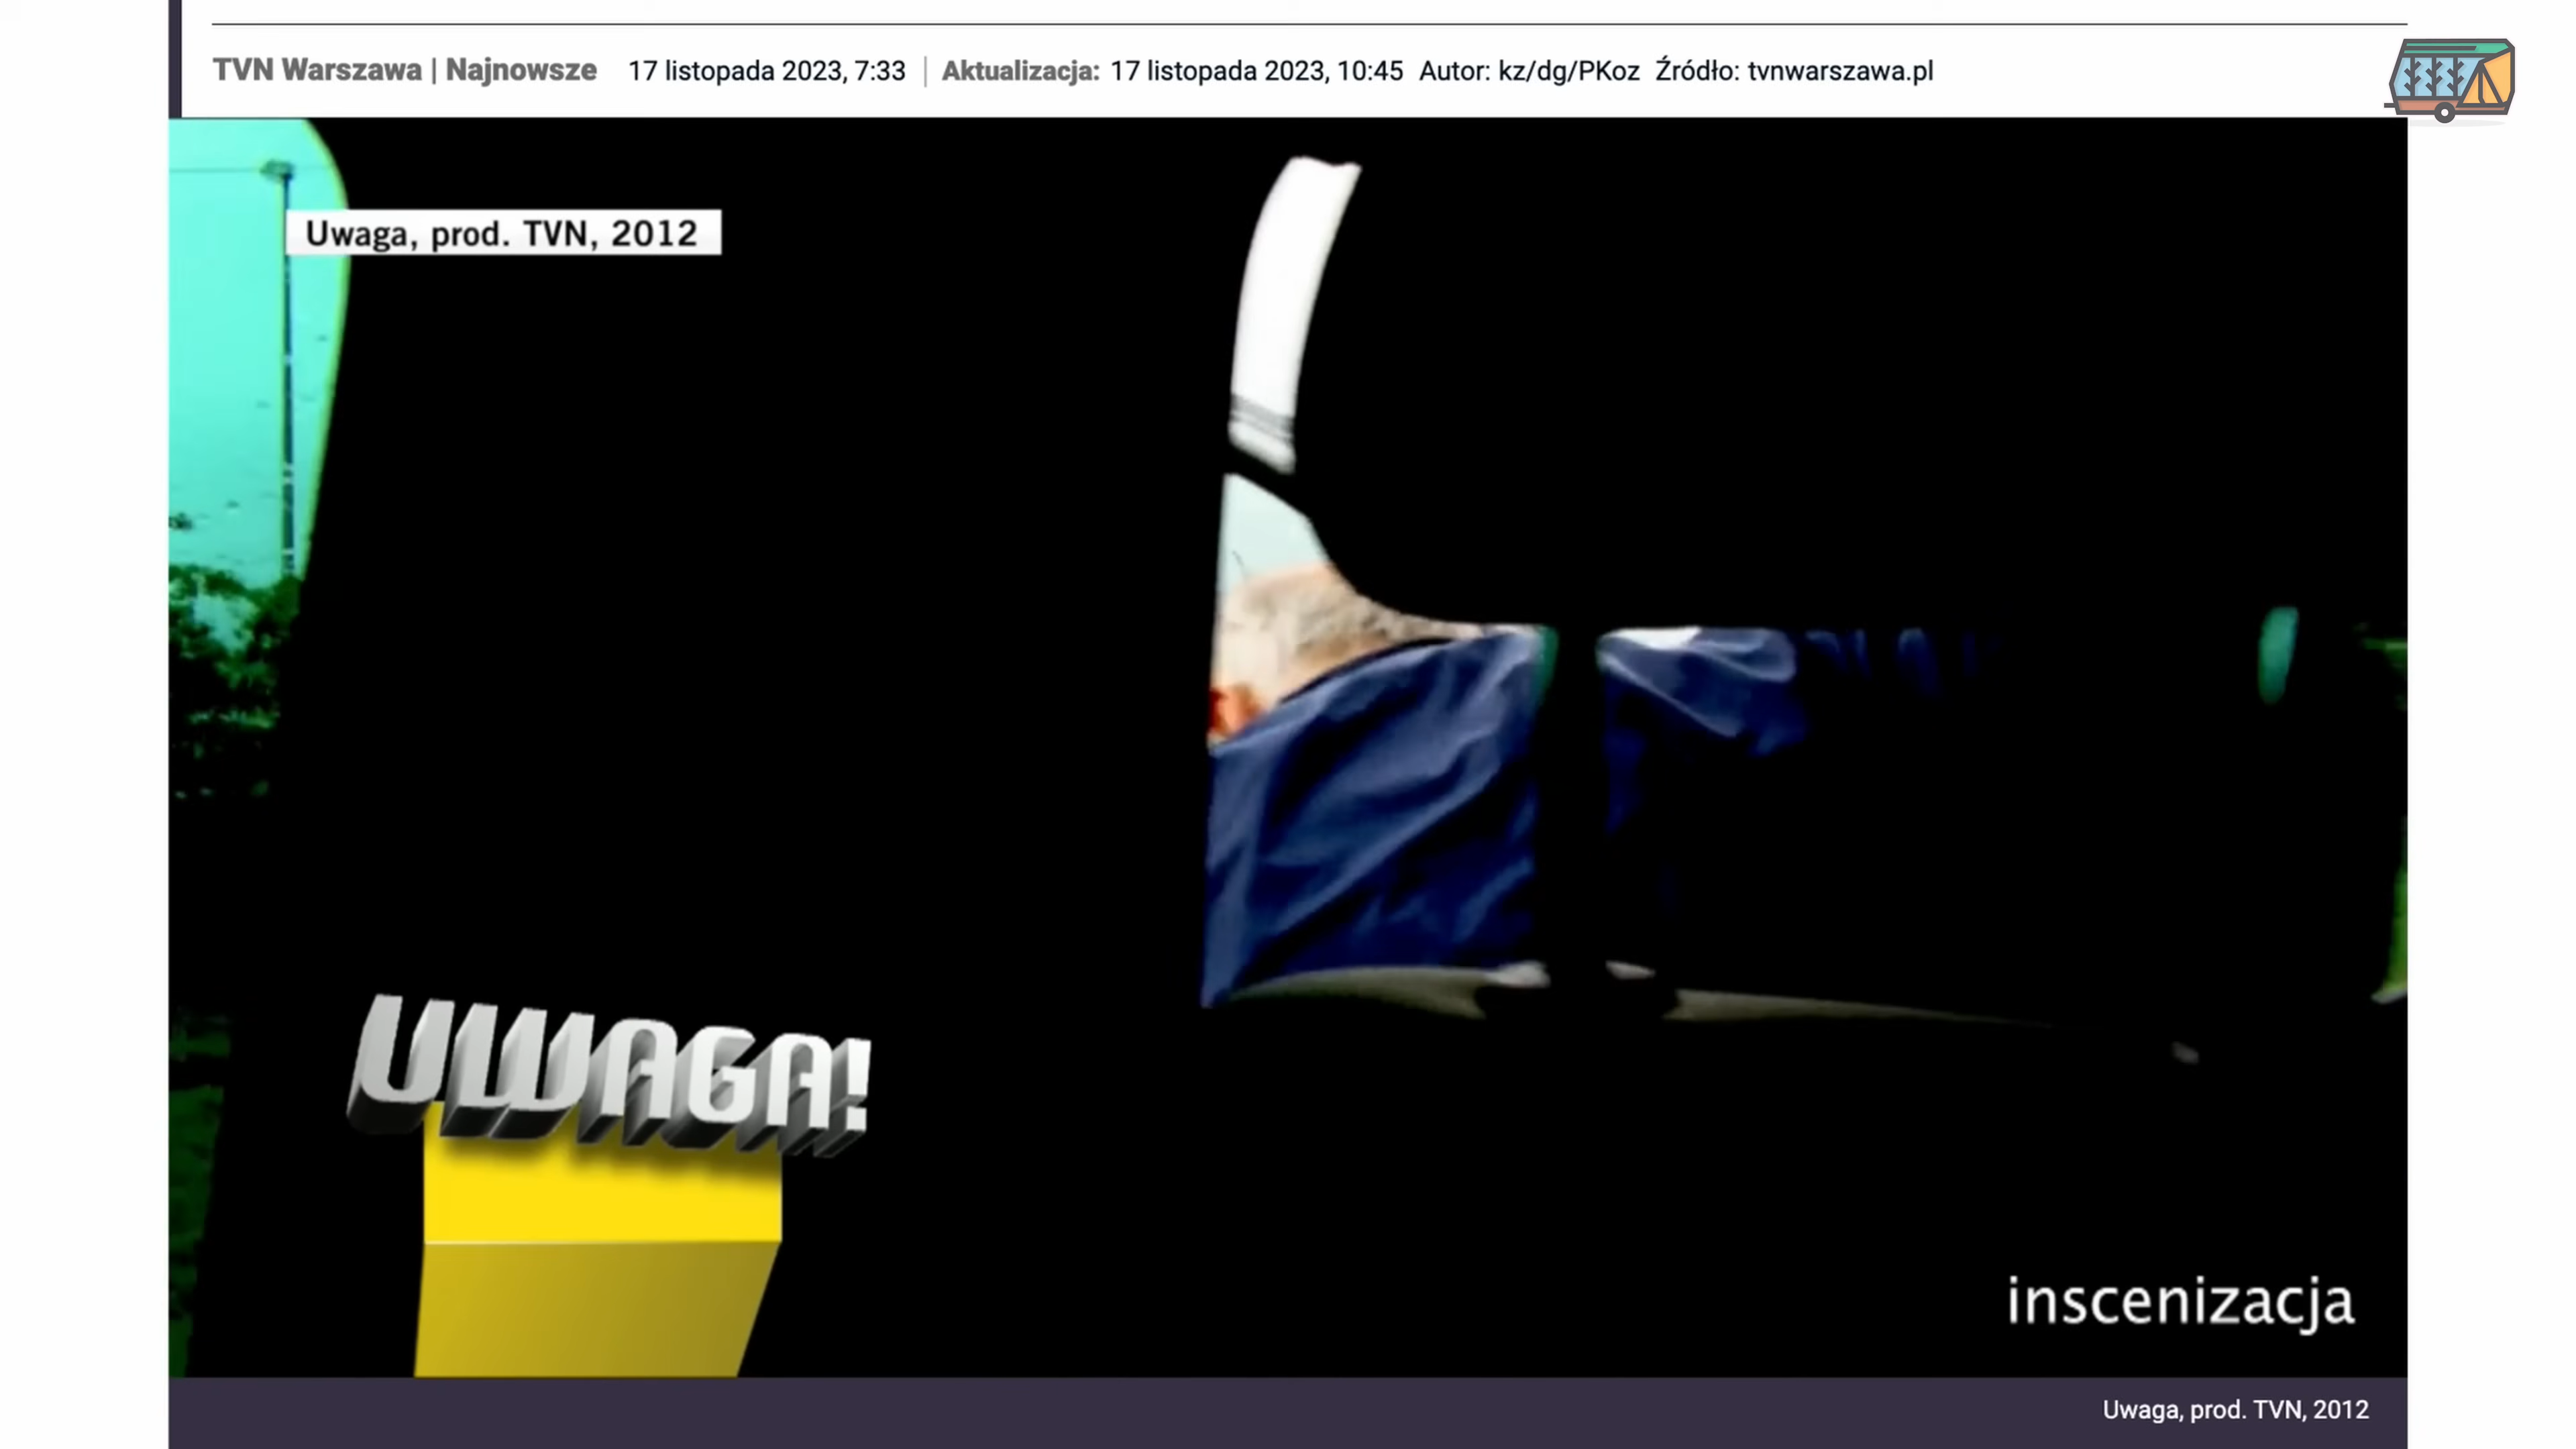 TVN Warszawa | Najnowsze 17 listopada 2023, 7:33 | Aktualizacja: 17 listopada 2023, 10:45 Autor: kz/dg/PKoz Źródło: tvnwarszawa.pl
Uwaga, prod. TVN, 2012
UWAGA!
inscenizacja
Uwaga, prod. TVN, 2012